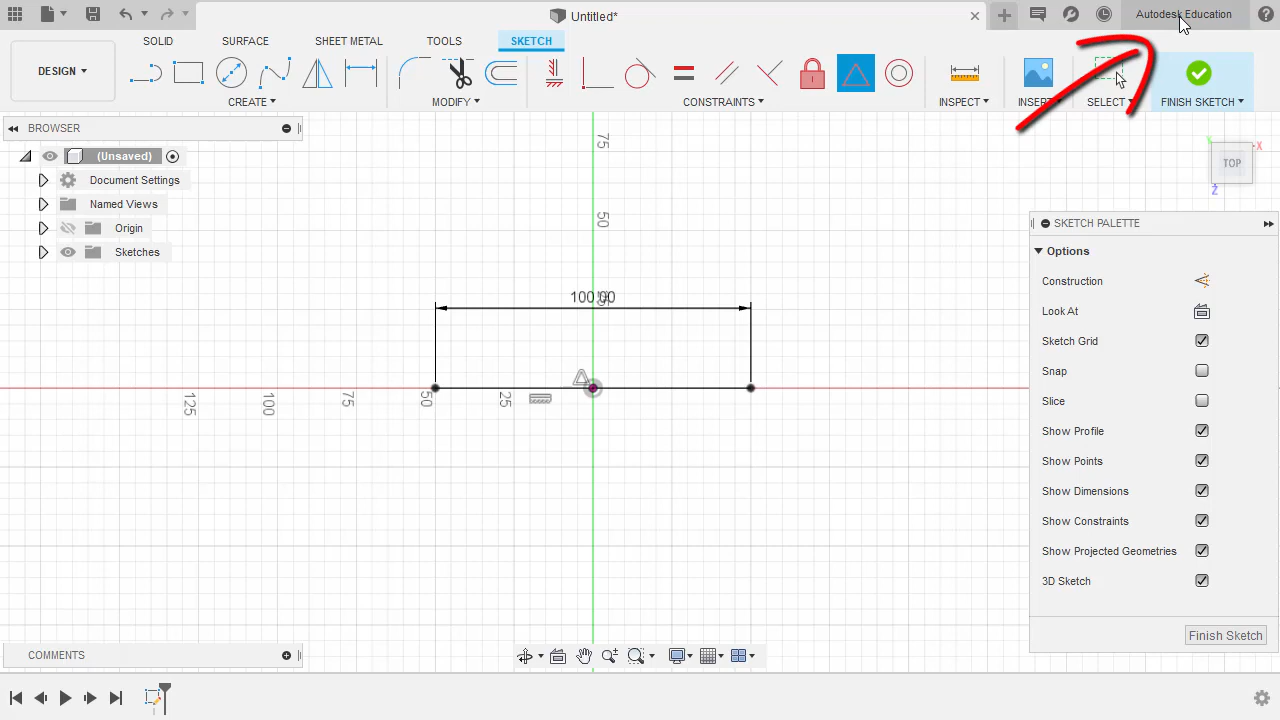 Untitled*
Autodesk Education
SOLID
SURFACE
SHEET METAL
TOOLS
SKETCH
DESIGN
CREATE
MODIFY
CONSTRAINTS
INSPECT
INSERT
SELECT
FINISH SKETCH
BROWSER
(Unsaved)
Document Settings
Named Views
Origin
Sketches
TOP
X
Y
Z
SKETCH PALETTE
Options
Construction
Look At
Sketch Grid
Snap
Slice
Show Profile
Show Points
Show Dimensions
Show Constraints
Show Projected Geometries
3D Sketch
Finish Sketch
75
50
100.00
125
100
75
50
25
COMMENTS